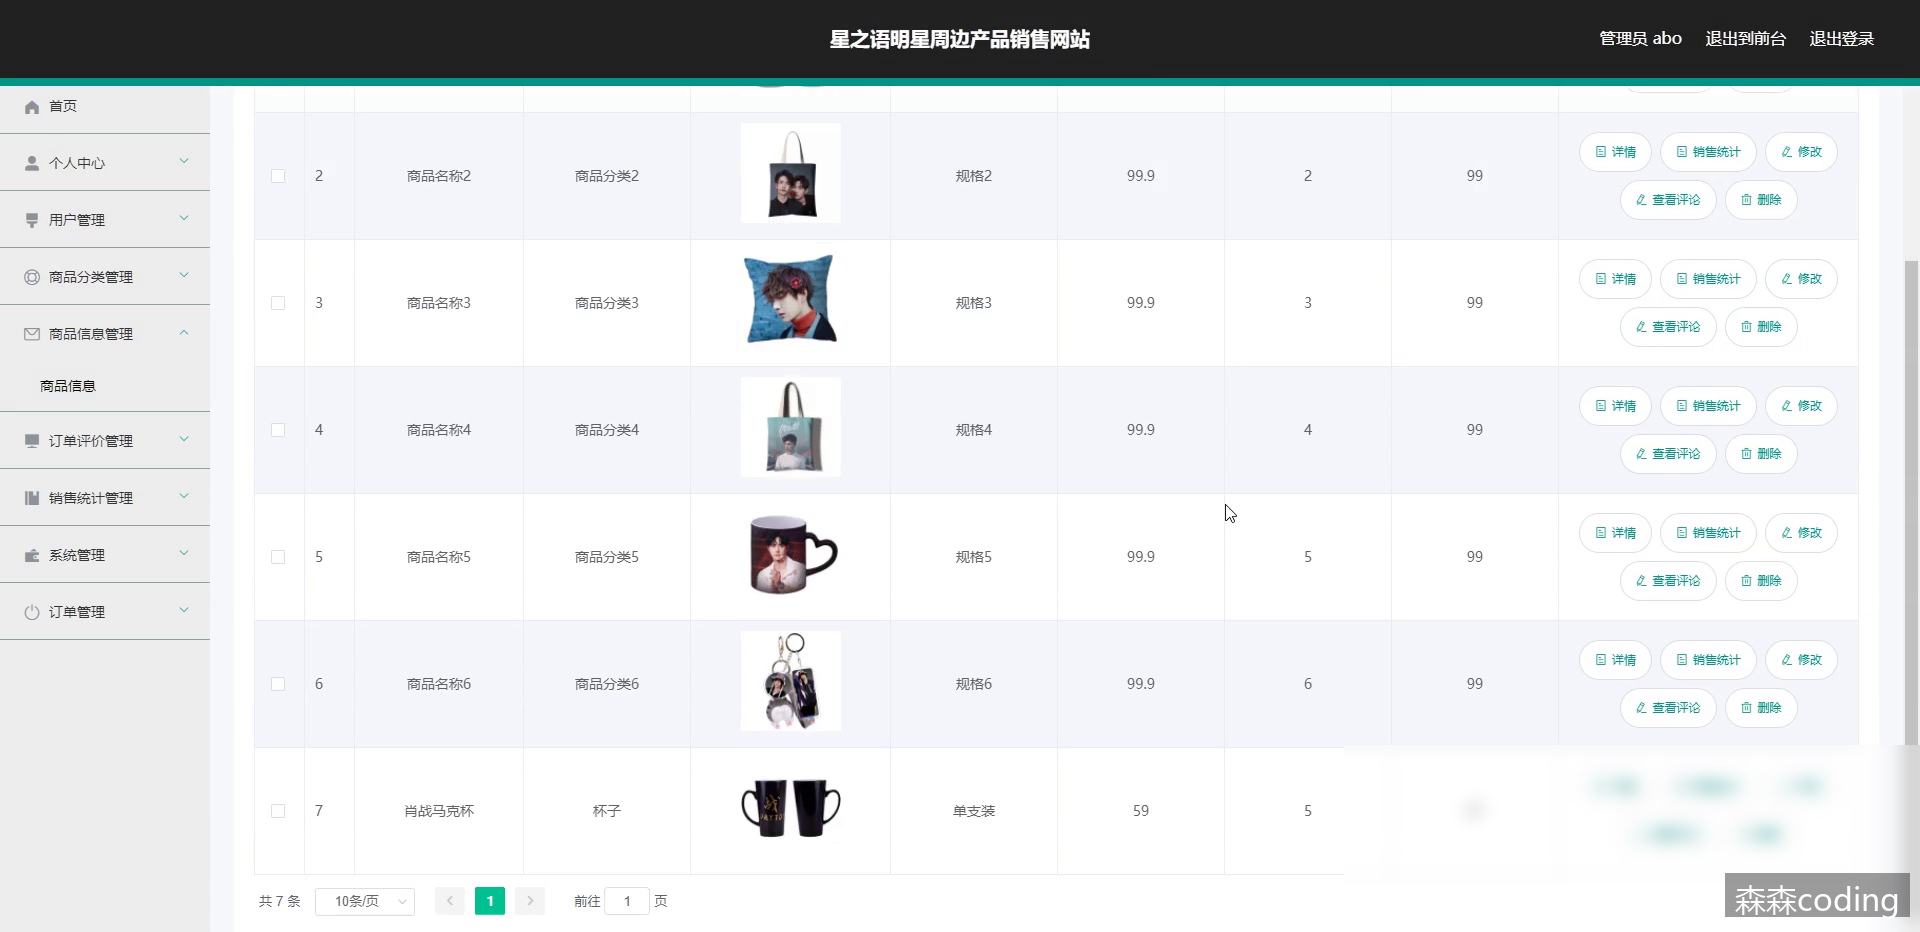 星之语明星周边产品销售网站
管理员 abo 退出到前台 退出登录
首页
个人中心
用户管理
商品分类管理
商品信息管理
商品信息
订单评价管理
销售统计管理
系统管理
订单管理
2 商品名称2 商品分类2 规格2 99.9 2 99 详情 销售统计 修改
查看评论 删除
3 商品名称3 商品分类3 规格3 99.9 3 99 详情 销售统计 修改
查看评论 删除
4 商品名称4 商品分类4 规格4 99.9 4 99 详情 销售统计 修改
查看评论 删除
5 商品名称5 商品分类5 规格5 99.9 5 99 详情 销售统计 修改
查看评论 删除
6 商品名称6 商品分类6 规格6 99.9 6 99 详情 销售统计 修改
查看评论 删除
7 肖战马克杯 杯子 单支装 59 5
共 7 条 10条/页 1 前往 1 页
森森coding